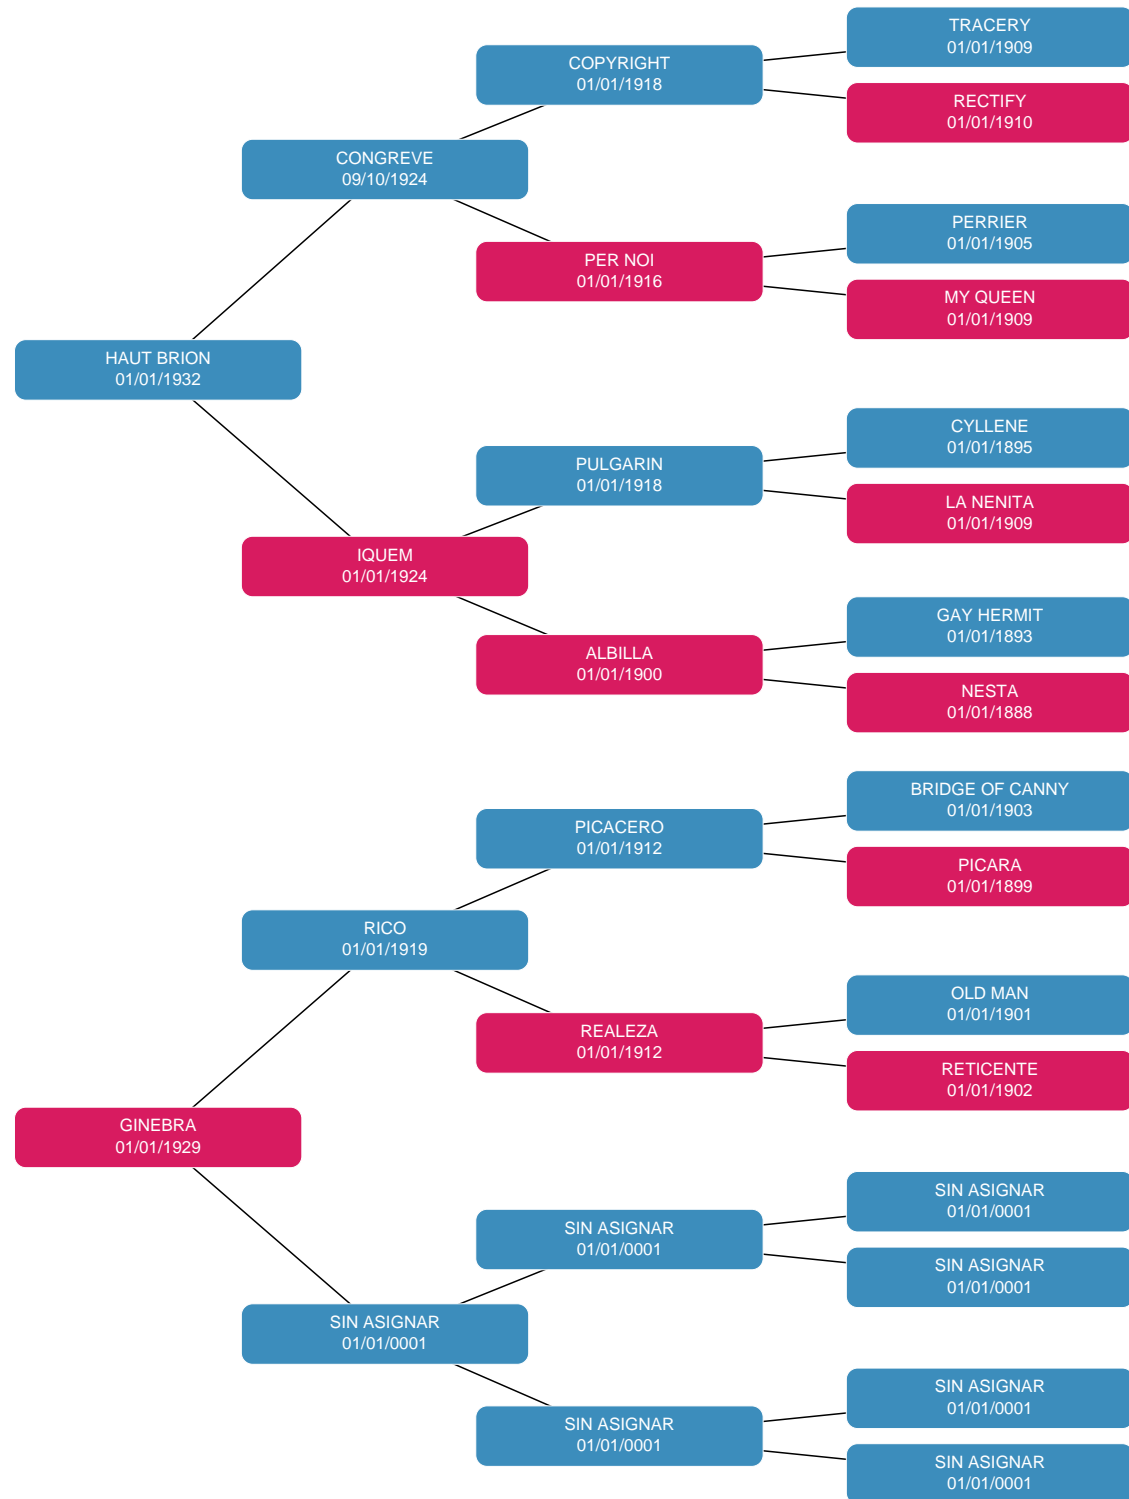 TRACERY
01/01/1909
COPYRIGHT
01/01/1918
RECTIFY
01/01/1910
CONGREVE
09/10/1924
PERRIER
01/01/1905
PER NOI
01/01/1916
MY QUEEN
01/01/1909
HAUT BRION
01/01/1932
CYLLENE
01/01/1895
PULGARIN
01/01/1918
LA NENITA
01/01/1909
IQUEM
01/01/1924
GAY HERMIT
01/01/1893
ALBILLA
01/01/1900
NESTA
01/01/1888
BRIDGE OF CANNY
01/01/1903
PICACERO
01/01/1912
PICARA
01/01/1899
RICO
01/01/1919
OLD MAN
01/01/1901
REALEZA
01/01/1912
RETICENTE
01/01/1902
GINEBRA
01/01/1929
SIN ASIGNAR
01/01/0001
SIN ASIGNAR
01/01/0001
SIN ASIGNAR
01/01/0001
SIN ASIGNAR
01/01/0001
SIN ASIGNAR
01/01/0001
SIN ASIGNAR
01/01/0001
SIN ASIGNAR
01/01/0001